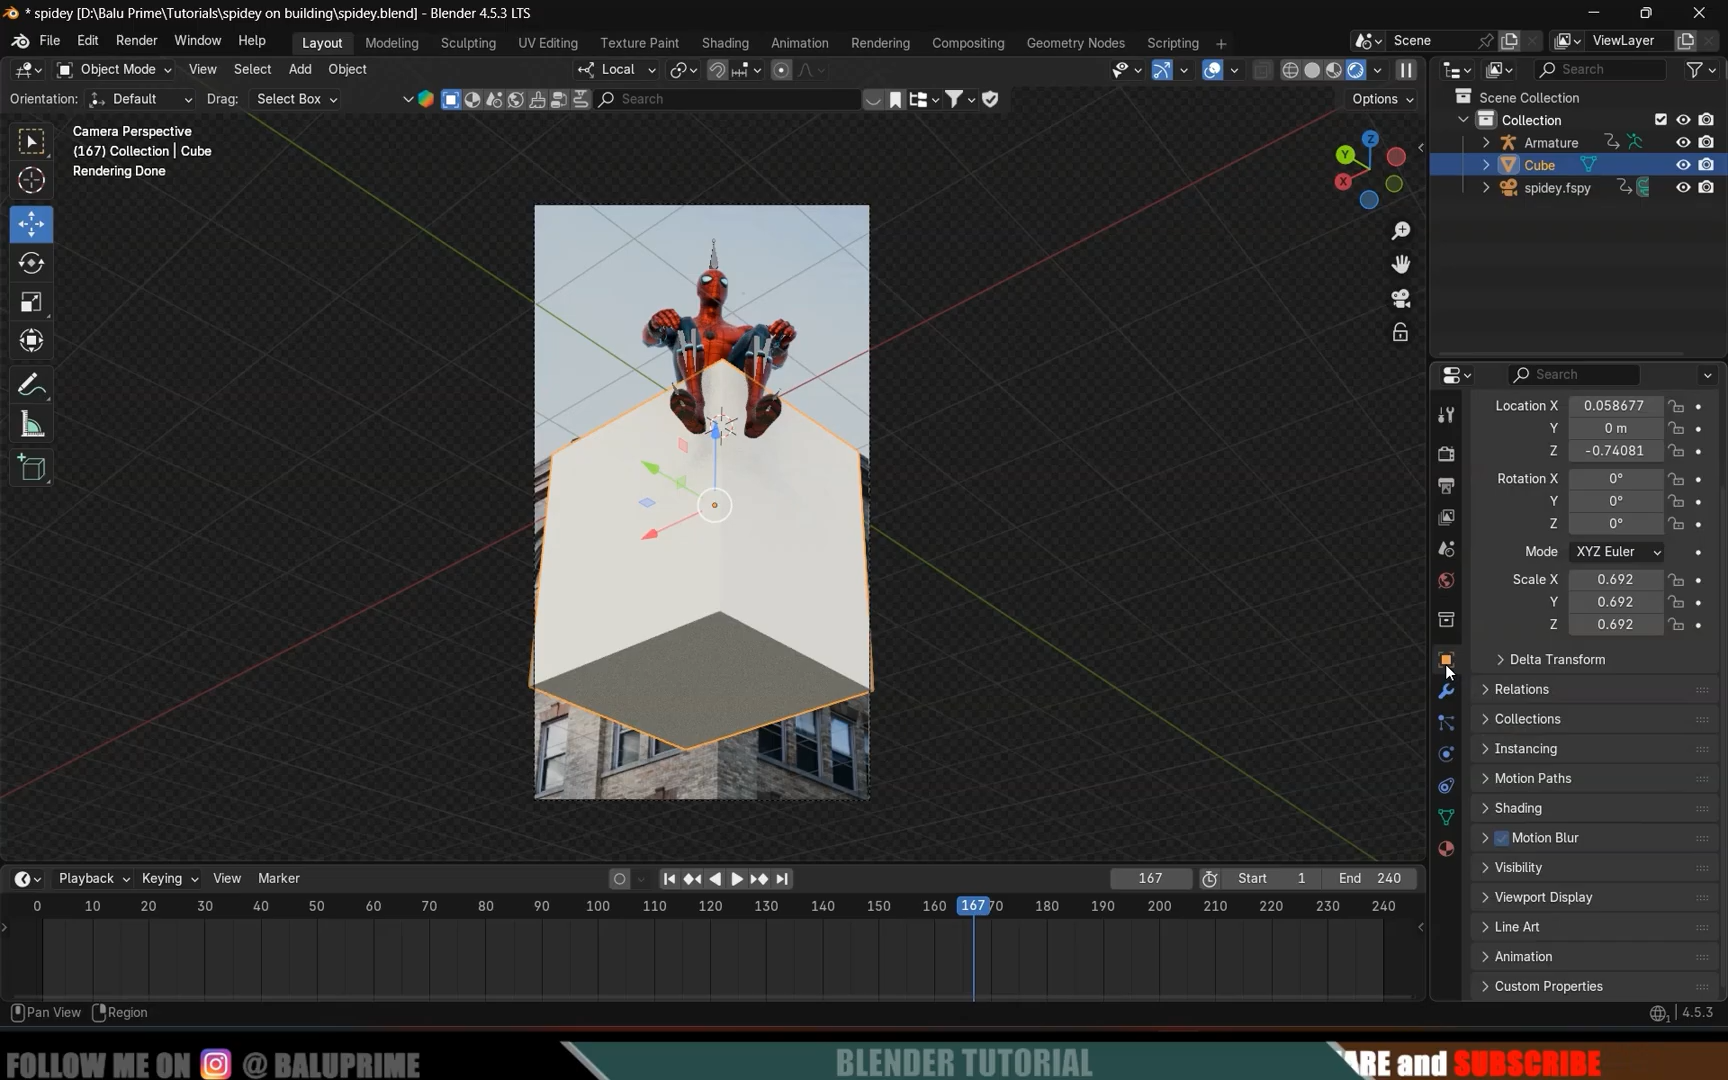 * spidey [D:\Balu Prime\Tutorials\spidey on building\spidey.blend] - Blender 4.5.3 LTS
File Edit Render Window Help Layout Modeling Sculpting UV Editing Texture Paint Shading Animation Rendering Compositing Geometry Nodes Scripting + Scene ViewLayer
Object Mode View Select Add Object Local Search
Orientation: Default Drag: Select Box Search Options
Scene Collection
Collection
Armature
Cube
spidey.fspy
Camera Perspective
(167) Collection | Cube
Rendering Done
Z
Y
X
Search
Location X 0.058677
Y 0 m
Z -0.74081
Rotation X 0°
Y 0°
Z 0°
Mode XYZ Euler
Scale X 0.692
Y 0.692
Z 0.692
Delta Transform
Relations
Collections
Instancing
Motion Paths
Shading
Motion Blur
Visibility
Viewport Display
Line Art
Animation
Custom Properties
Playback Keying View Marker 167 Start 1 End 240
0 10 20 30 40 50 60 70 80 90 100 110 120 130 140 150 160 167 70 180 190 200 210 220 230 240
Pan View Region 4.5.3
FOLLOW ME ON @ BALUPRIME BLENDER TUTORIAL ARE and SUBSCRIBE